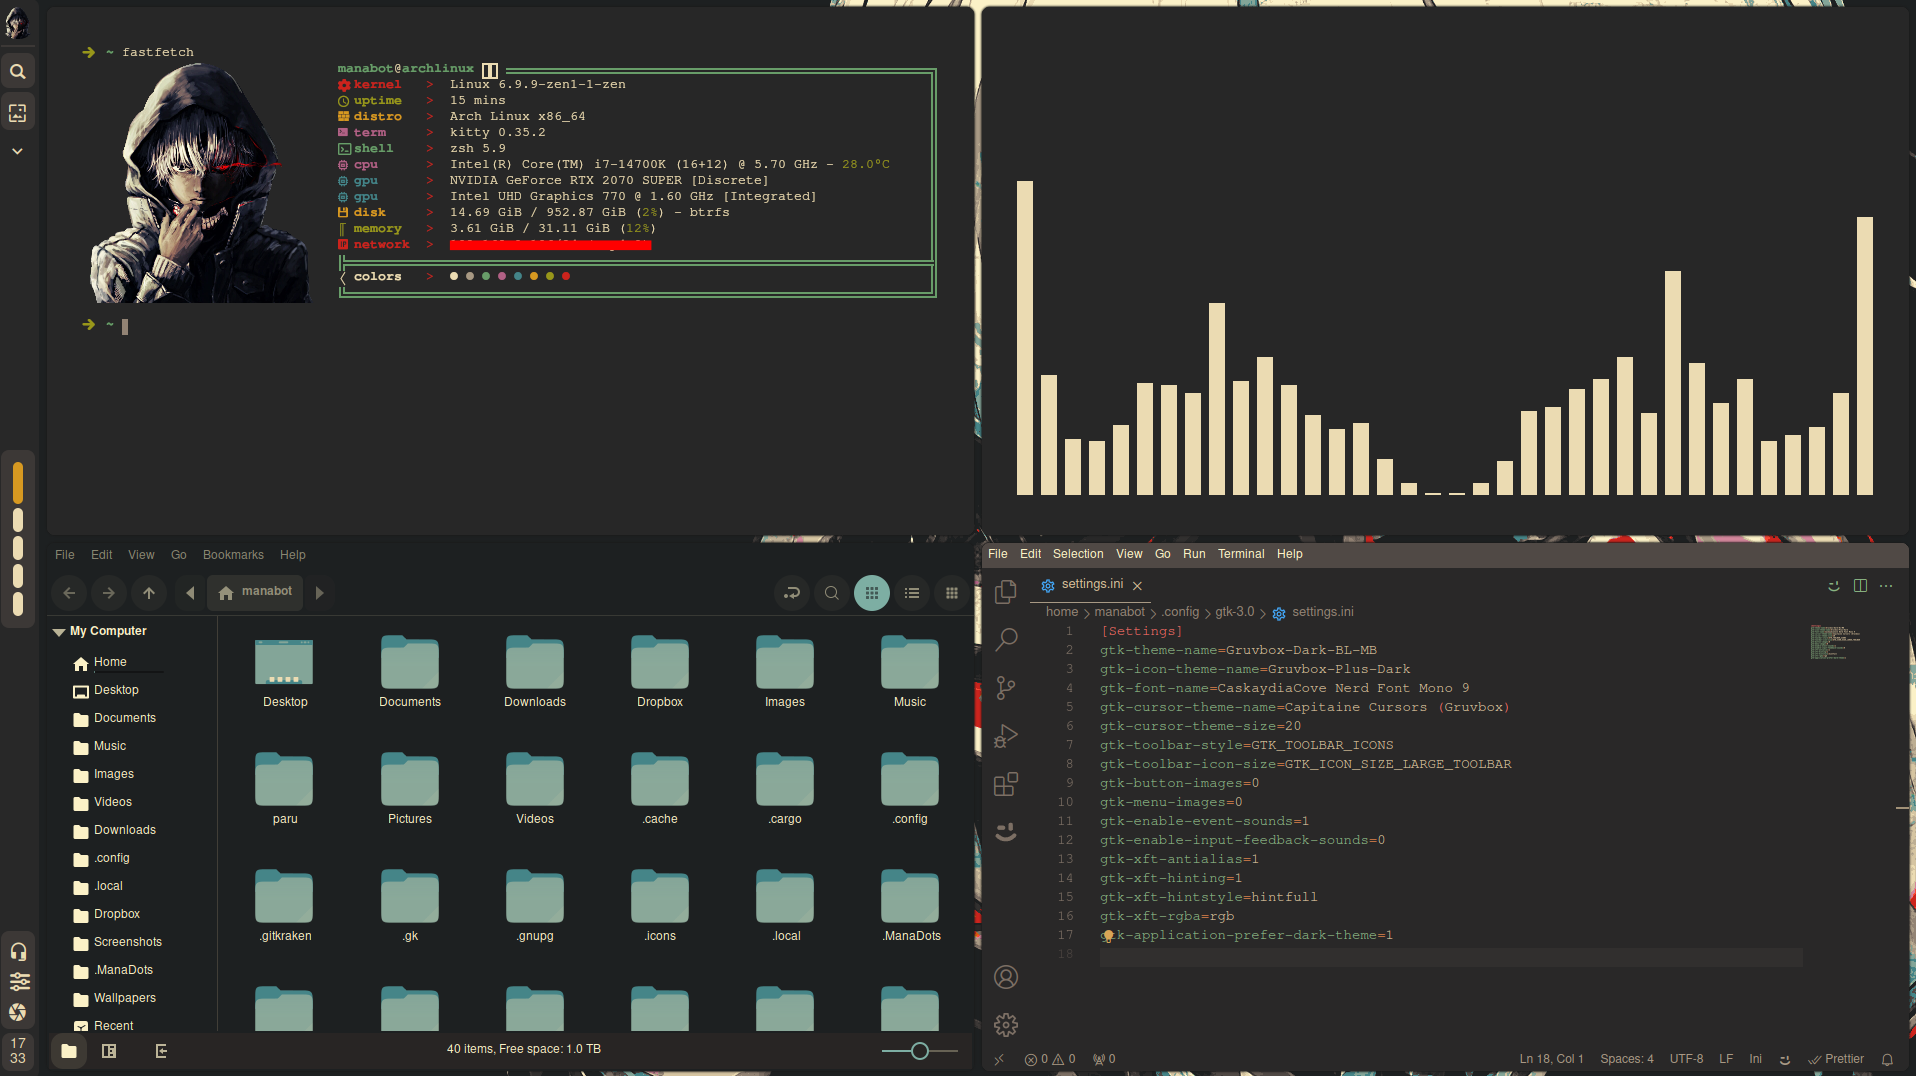 ➜ ~ fastfetch
manabot@archlinux
kernel > Linux 6.9.9-zen1-1-zen
uptime > 15 mins
distro > Arch Linux x86_64
term > kitty 0.35.2
shell > zsh 5.9
cpu > Intel(R) Core(TM) i7-14700K (16+12) @ 5.70 GHz - 28.0°C
gpu > NVIDIA GeForce RTX 2070 SUPER [Discrete]
gpu > Intel UHD Graphics 770 @ 1.60 GHz [Integrated]
disk > 14.69 GiB / 952.87 GiB (2%) - btrfs
memory > 3.61 GiB / 31.11 GiB (12%)
network >
colors >
➜ ~
File Edit View Go Bookmarks Help
manabot
My Computer
Home
Desktop
Documents
Music
Images
Videos
Downloads
.config
.local
Dropbox
Screenshots
.ManaDots
Wallpapers
Recent
Desktop Documents Downloads Dropbox Images Music
paru Pictures Videos .cache .cargo .config
.gitkraken .gk .gnupg .icons .local .ManaDots
40 items, Free space: 1.0 TB
17
33
File Edit Selection View Go Run Terminal Help
settings.ini
home > manabot > .config > gtk-3.0 > settings.ini
1 [Settings]
2 gtk-theme-name=Gruvbox-Dark-BL-MB
3 gtk-icon-theme-name=Gruvbox-Plus-Dark
4 gtk-font-name=CaskaydiaCove Nerd Font Mono 9
5 gtk-cursor-theme-name=Capitaine Cursors (Gruvbox)
6 gtk-cursor-theme-size=20
7 gtk-toolbar-style=GTK_TOOLBAR_ICONS
8 gtk-toolbar-icon-size=GTK_ICON_SIZE_LARGE_TOOLBAR
9 gtk-button-images=0
10 gtk-menu-images=0
11 gtk-enable-event-sounds=1
12 gtk-enable-input-feedback-sounds=0
13 gtk-xft-antialias=1
14 gtk-xft-hinting=1
15 gtk-xft-hintstyle=hintfull
16 gtk-xft-rgba=rgb
17 gtk-application-prefer-dark-theme=1
18
0 0 0 Ln 18, Col 1 Spaces: 4 UTF-8 LF Ini Prettier